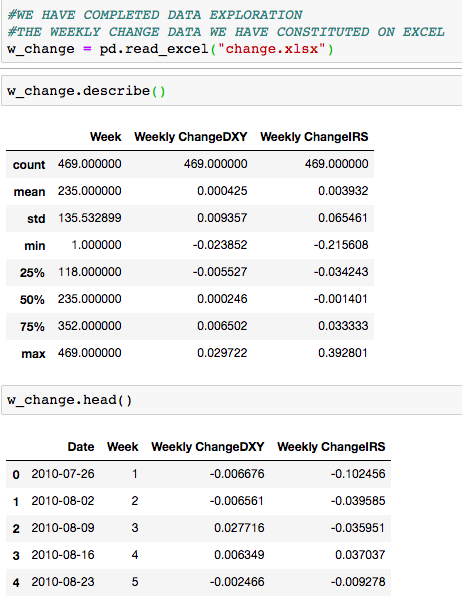 #WE HAVE COMPLETED DATA EXPLORATION
#THE WEEKLY CHANGE DATA WE HAVE CONSTITUTED ON EXCEL
w_change = pd.read_excel("change.xlsx")
w_change.describe()
Week Weekly ChangeDXY Weekly ChangeIRS
count 469.000000 469.000000 469.000000
mean 235.000000 0.000425 0.003932
std 135.532899 0.009357 0.065461
min 1.000000 -0.023852 -0.215608
25% 118.000000 -0.005527 -0.034243
50% 235.000000 0.000246 -0.001401
75% 352.000000 0.006502 0.033333
max 469.000000 0.029722 0.392801
w_change.head()
Date Week Weekly ChangeDXY Weekly ChangeIRS
0 2010-07-26 1 -0.006676 -0.102456
1 2010-08-02 2 -0.006561 -0.039585
2 2010-08-09 3 0.027716 -0.035951
3 2010-08-16 4 0.006349 0.037037
4 2010-08-23 5 -0.002466 -0.009278